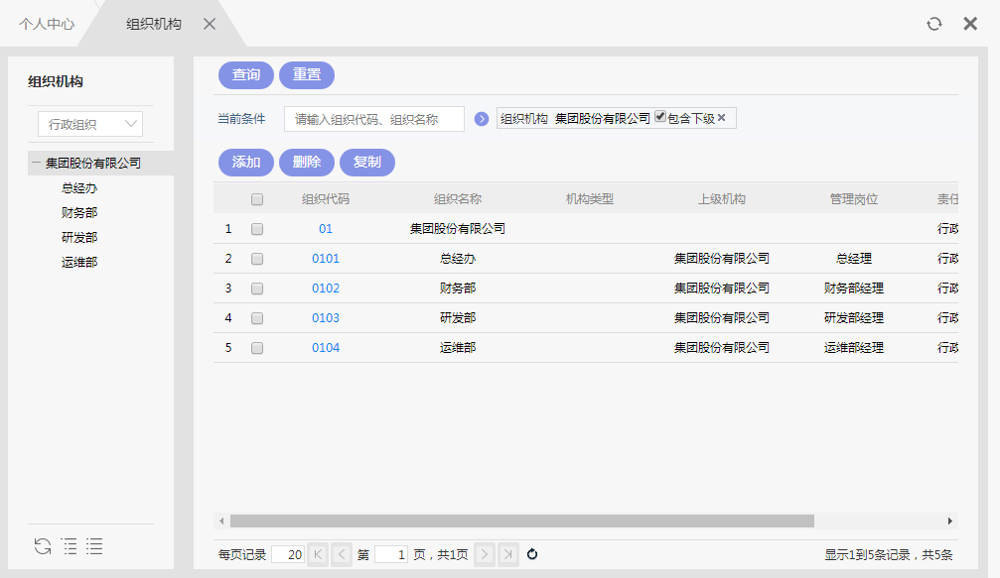 个人中心 组织机构
组织机构
行政组织
集团股份有限公司
总经办
财务部
研发部
运维部
查询 重置
当前条件 请输入组织代码、组织名称 组织机构 集团股份有限公司 包含下级
添加 删除 复制
组织代码 组织名称 机构类型 上级机构 管理岗位 责任
1 01 集团股份有限公司 行政
2 0101 总经办 集团股份有限公司 总经理 行政
3 0102 财务部 集团股份有限公司 财务部经理 行政
4 0103 研发部 集团股份有限公司 研发部经理 行政
5 0104 运维部 集团股份有限公司 运维部经理 行政
每页记录 20 第 1 页，共1页 显示1到5条记录，共5条